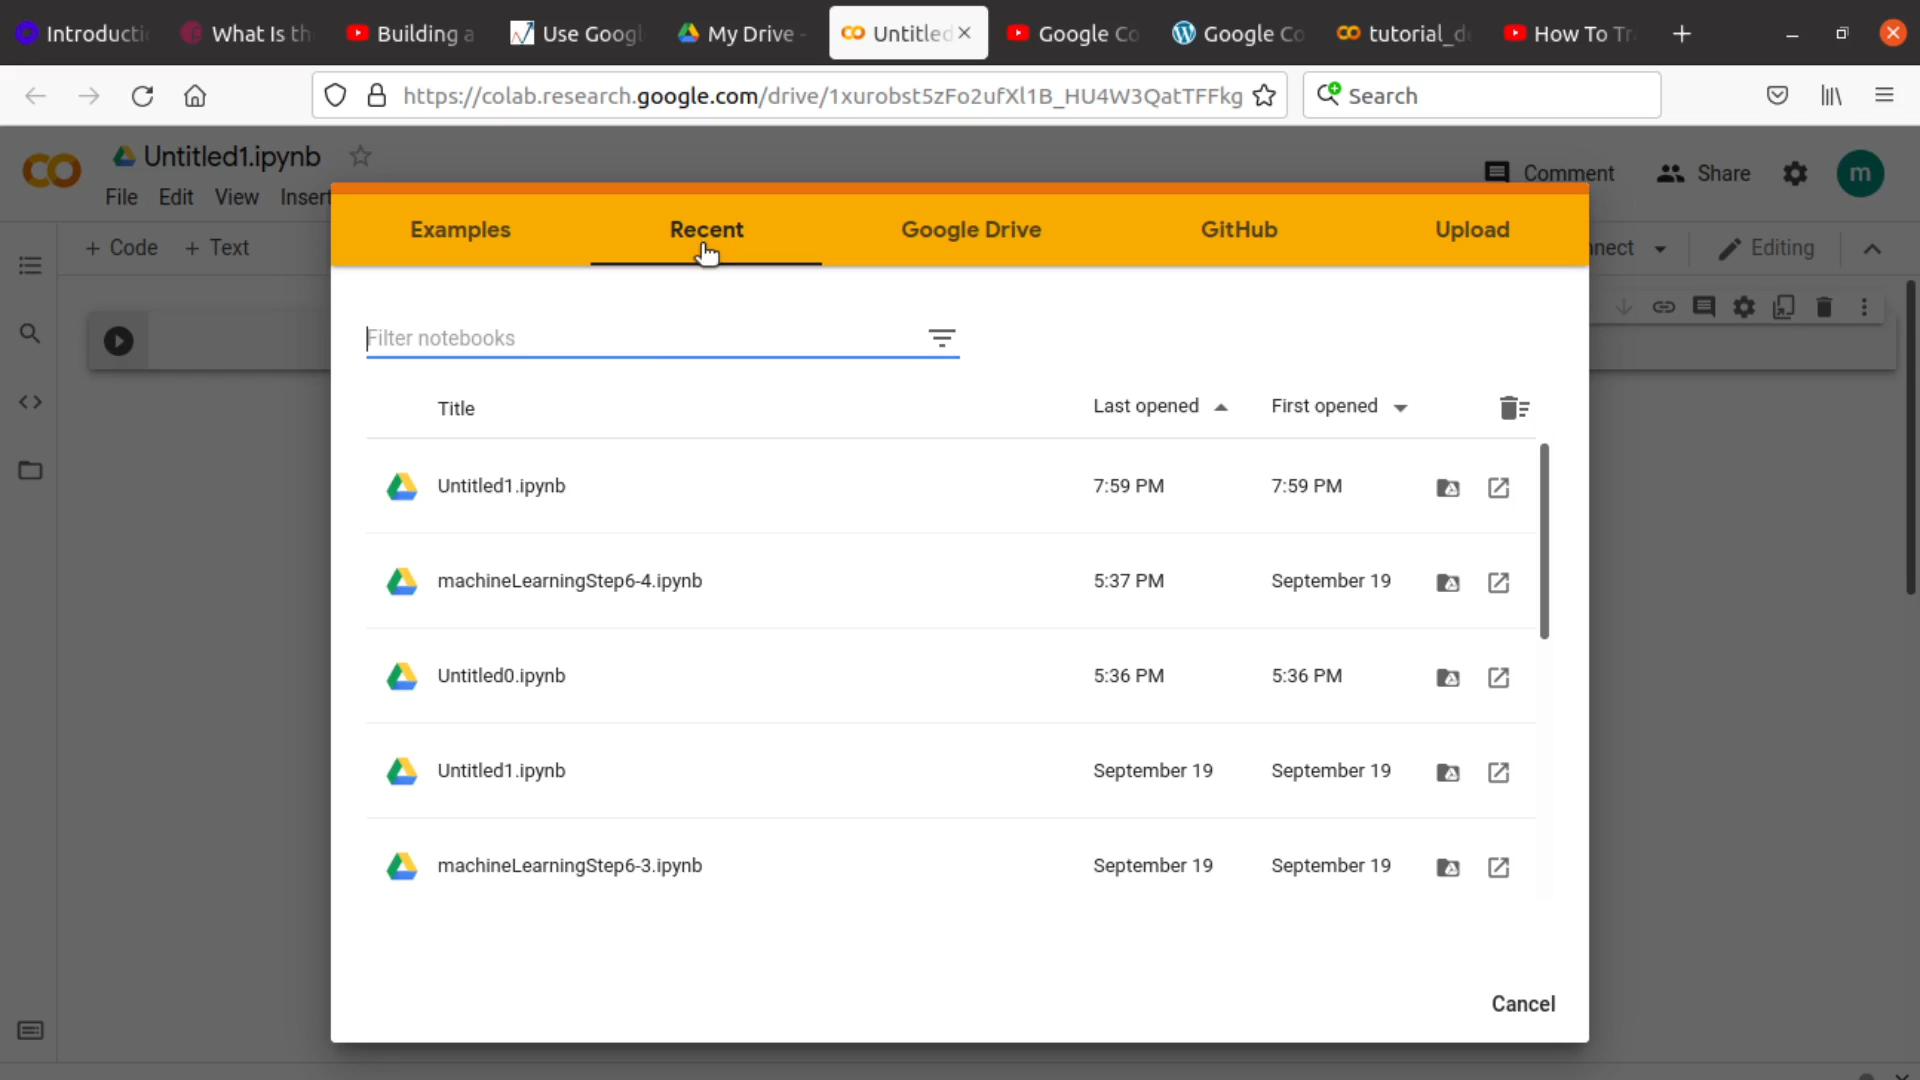 Introducti What Is th Building a Use Googl My Drive - Untitled Google Co Google Co tutorial_d How To Tr
https://colab.research.google.com/drive/1xurobst5zFo2ufXl1B_HU4W3QatTFFkg Search
Untitled1.ipynb
Comment Share m
File Edit View Insert
Examples Recent Google Drive GitHub Upload
+ Code + Text nnect Editing
Filter notebooks
Title Last opened First opened
Untitled1.ipynb 7:59 PM 7:59 PM
machineLearningStep6-4.ipynb 5:37 PM September 19
Untitled0.ipynb 5:36 PM 5:36 PM
Untitled1.ipynb September 19 September 19
machineLearningStep6-3.ipynb September 19 September 19
Cancel